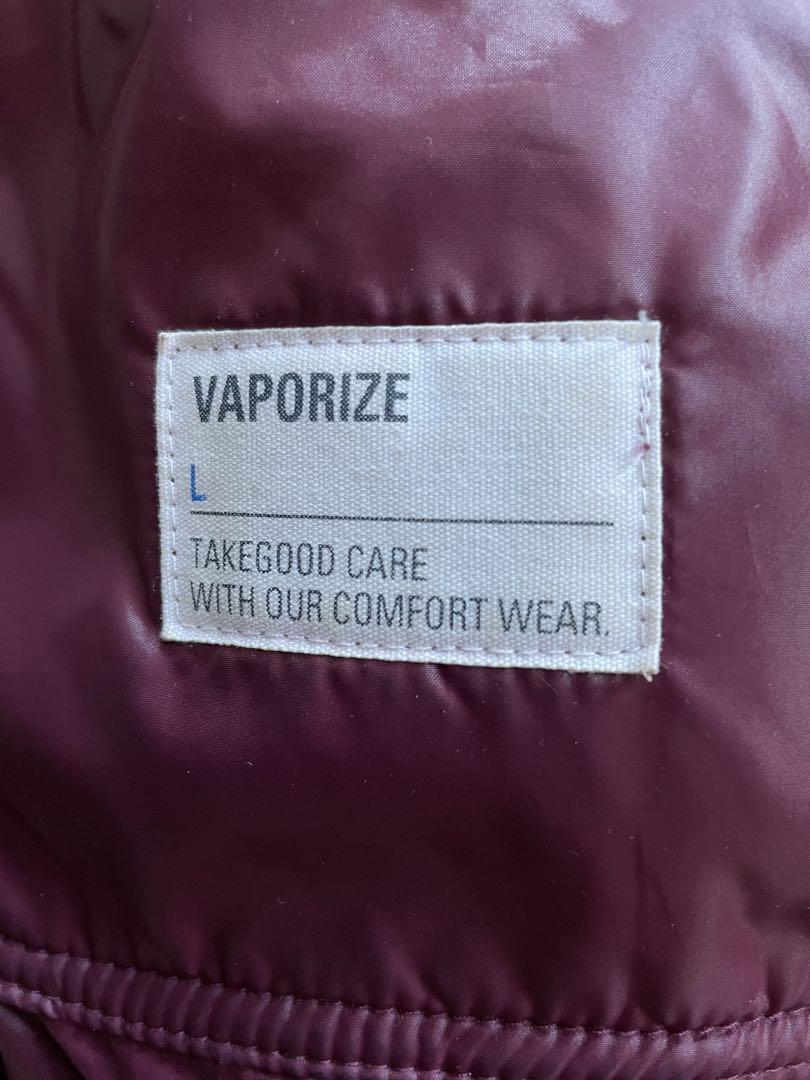 VAPORIZE
L
TAKEGOOD CARE
WITH OUR COMFORT WEAR.